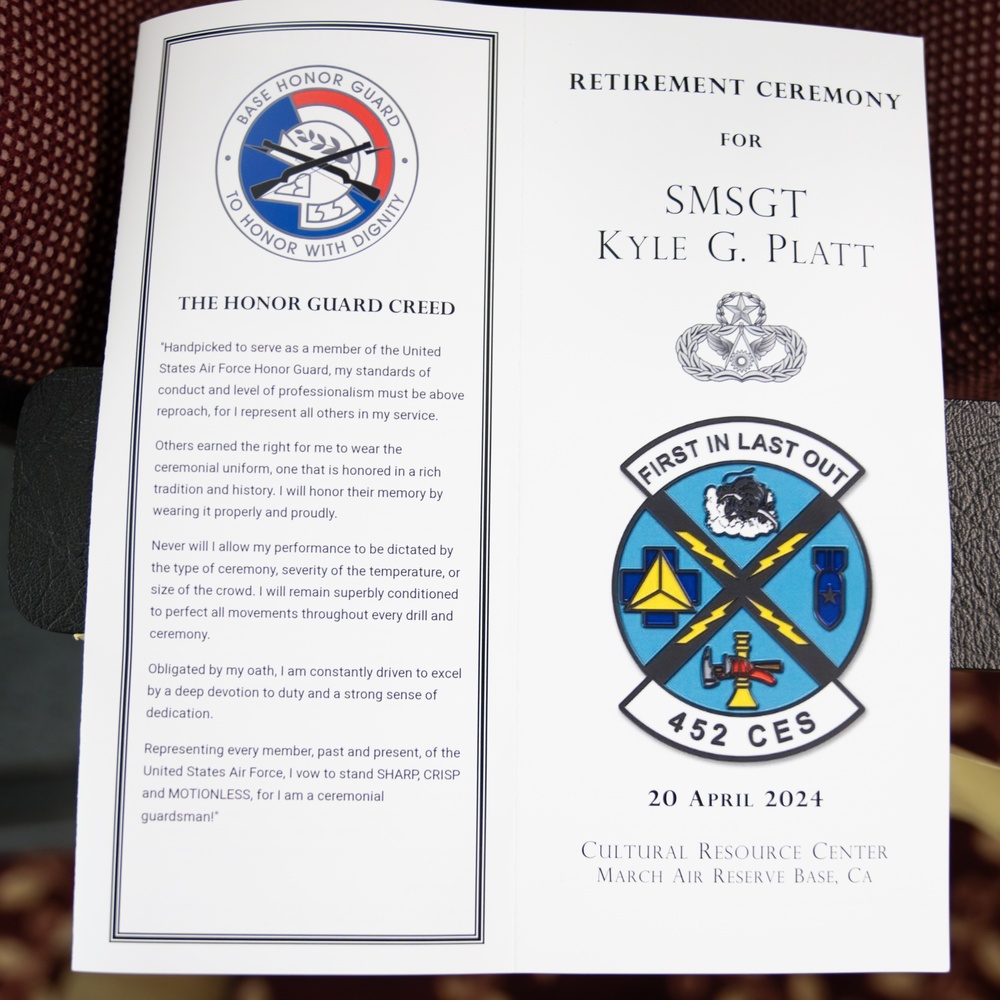 BASE HONOR GUARD
TO HONOR WITH DIGNITY
THE HONOR GUARD CREED
"Handpicked to serve as a member of the United
States Air Force Honor Guard, my standards of
conduct and level of professionalism must be above
reproach, for I represent all others in my service.
Others earned the right for me to wear the
ceremonial uniform, one that is honored in a rich
tradition and history. I will honor their memory by
wearing it properly and proudly.
Never will I allow my performance to be dictated by
the type of ceremony, severity of the temperature, or
size of the crowd. I will remain superbly conditioned
to perfect all movements throughout every drill and
ceremony.
Obligated by my oath, I am constantly driven to excel
by a deep devotion to duty and a strong sense of
dedication.
Representing every member, past and present, of the
United States Air Force, I vow to stand SHARP, CRISP
and MOTIONLESS, for I am a ceremonial
guardsman!"
RETIREMENT CEREMONY
FOR
SMSGT
KYLE G. PLATT
FIRST IN LAST OUT
452 CES
20 APRIL 2024
CULTURAL RESOURCE CENTER
MARCH AIR RESERVE BASE, CA